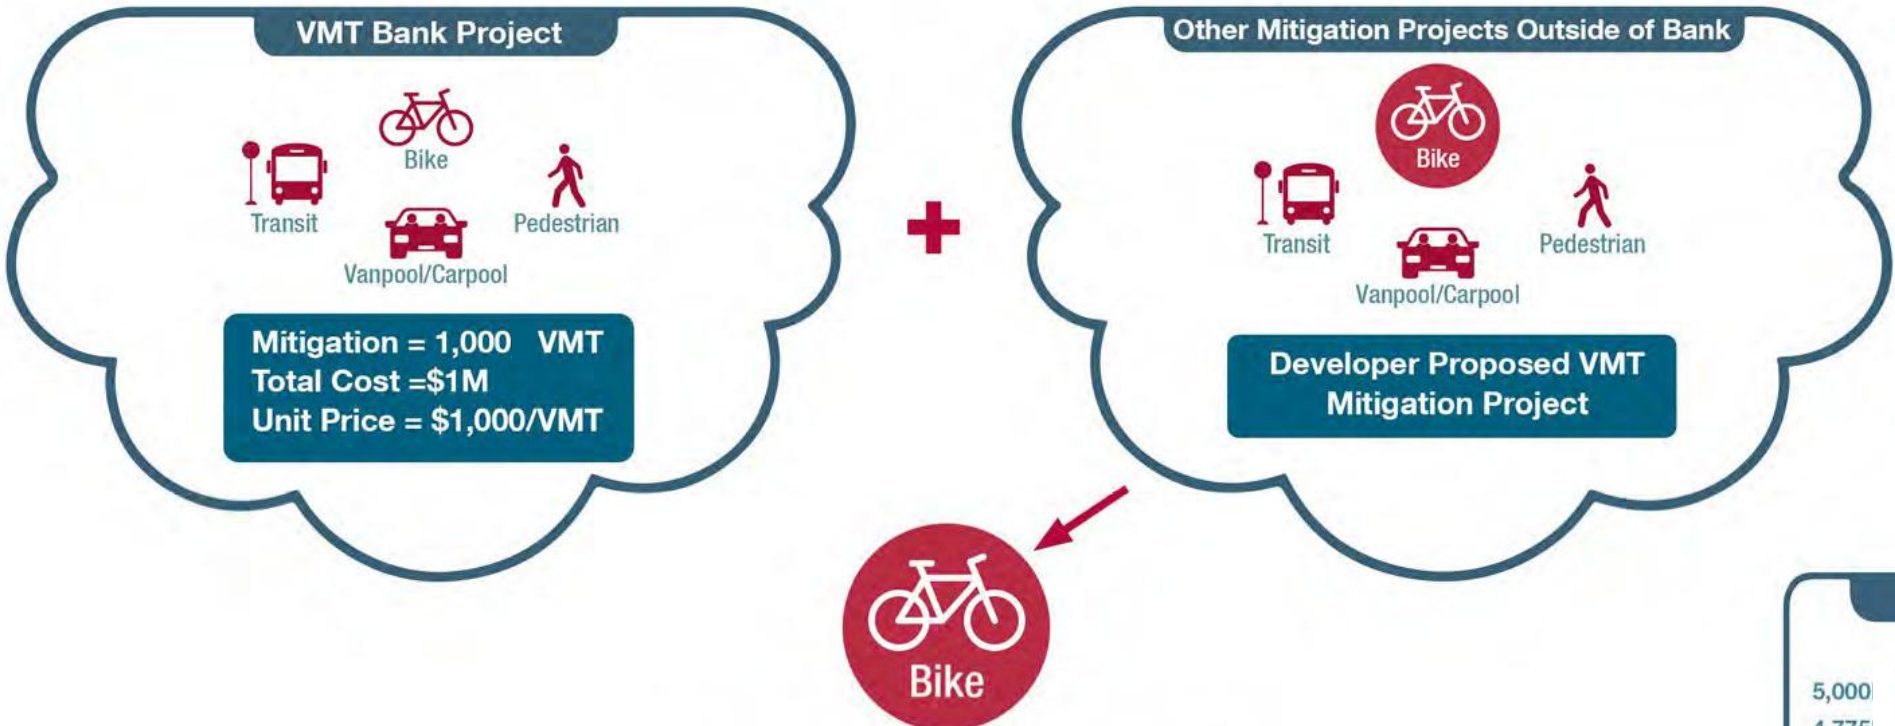 VMT Bank Project
Bike
Transit
Pedestrian
Vanpool/Carpool
Mitigation = 1,000 VMT
Total Cost =$1M
Unit Price = $1,000/VMT
Other Mitigation Projects Outside of Bank
Bike
Transit
Pedestrian
Vanpool/Carpool
Developer Proposed VMT
Mitigation Project
Bike
5,000